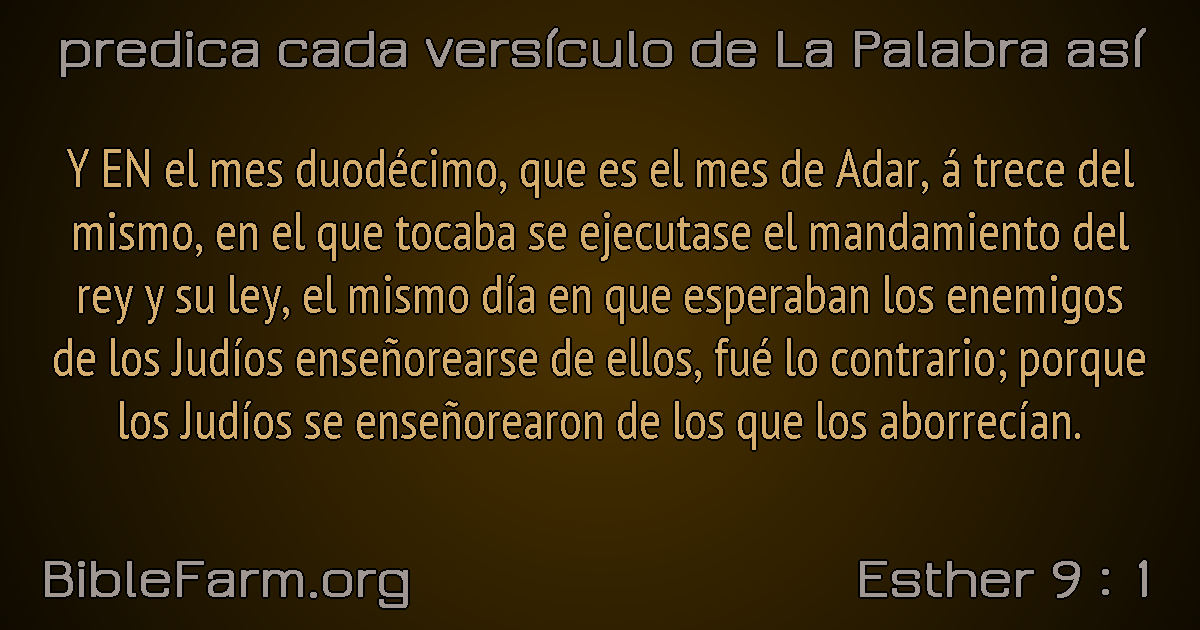 predica cada versículo de La Palabra así
Y EN el mes duodécimo, que es el mes de Adar, á trece del
mismo, en el que tocaba se ejecutase el mandamiento del
rey y su ley, el mismo día en que esperaban los enemigos
de los Judíos enseñorearse de ellos, fué lo contrario; porque
los Judíos se enseñorearon de los que los aborrecían.
BibleFarm.org
Esther 9 : 1